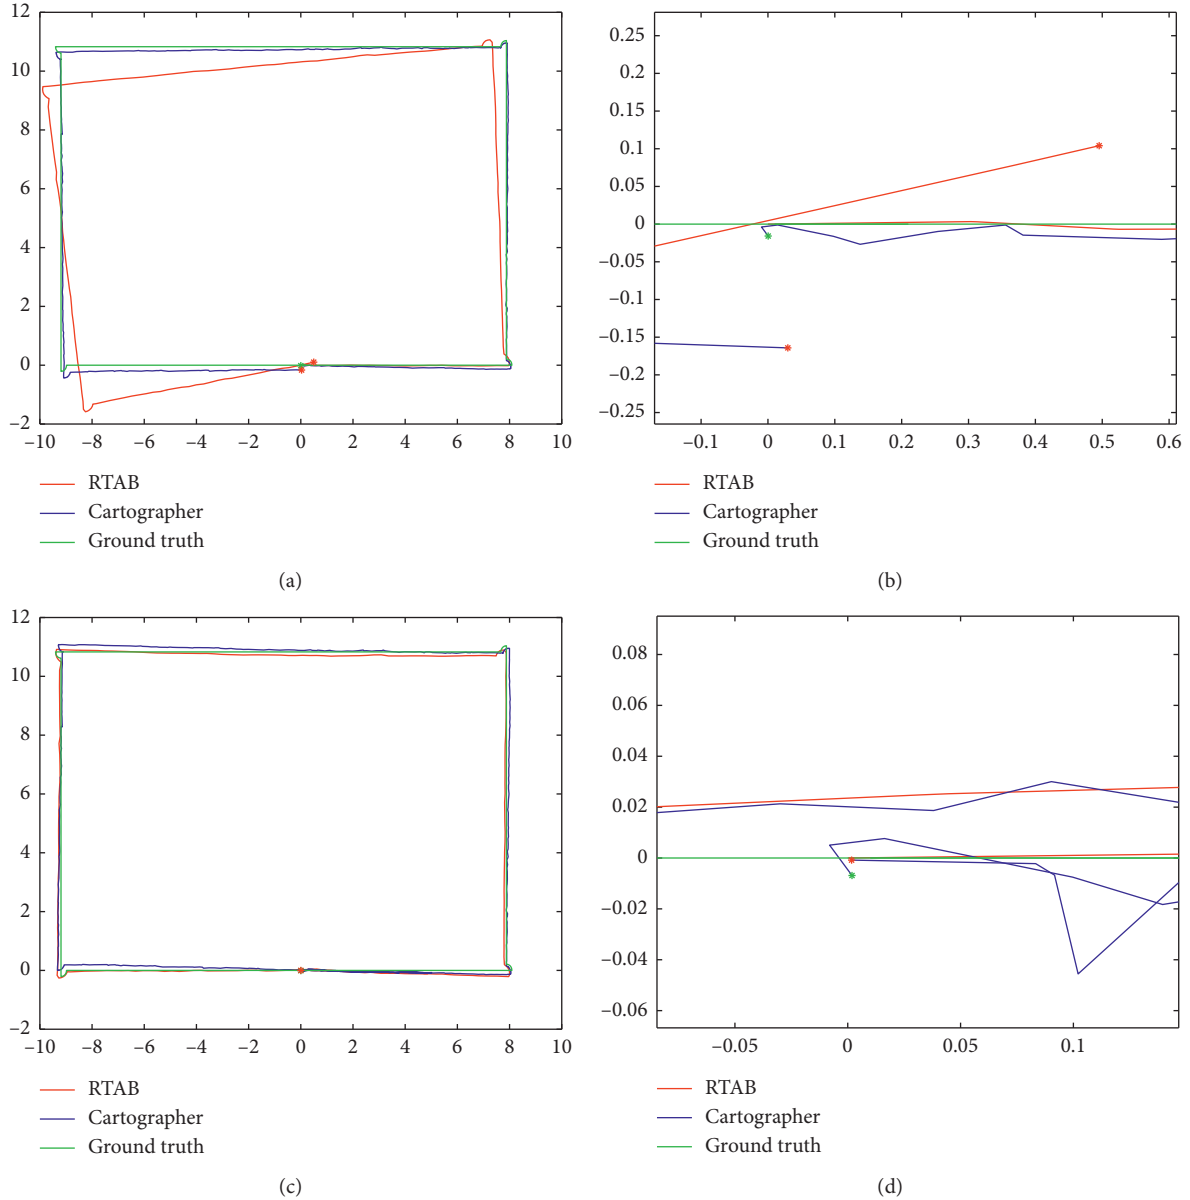 12
10
8
6
4
2
0
−2
−10 −8 −6 −4 −2 0 2 4 6 8 10
RTAB
Cartographer
Ground truth
(a)
0.25
0.2
0.15
0.1
0.05
0
−0.05
−0.1
−0.15
−0.2
−0.25
−0.1 0 0.1 0.2 0.3 0.4 0.5 0.6
RTAB
Cartographer
Ground truth
(b)
12
10
8
6
4
2
0
−2
−10 −8 −6 −4 −2 0 2 4 6 8 10
RTAB
Cartographer
Ground truth
(c)
0.08
0.06
0.04
0.02
0
−0.02
−0.04
−0.06
−0.05 0 0.05 0.1
RTAB
Cartographer
Ground truth
(d)